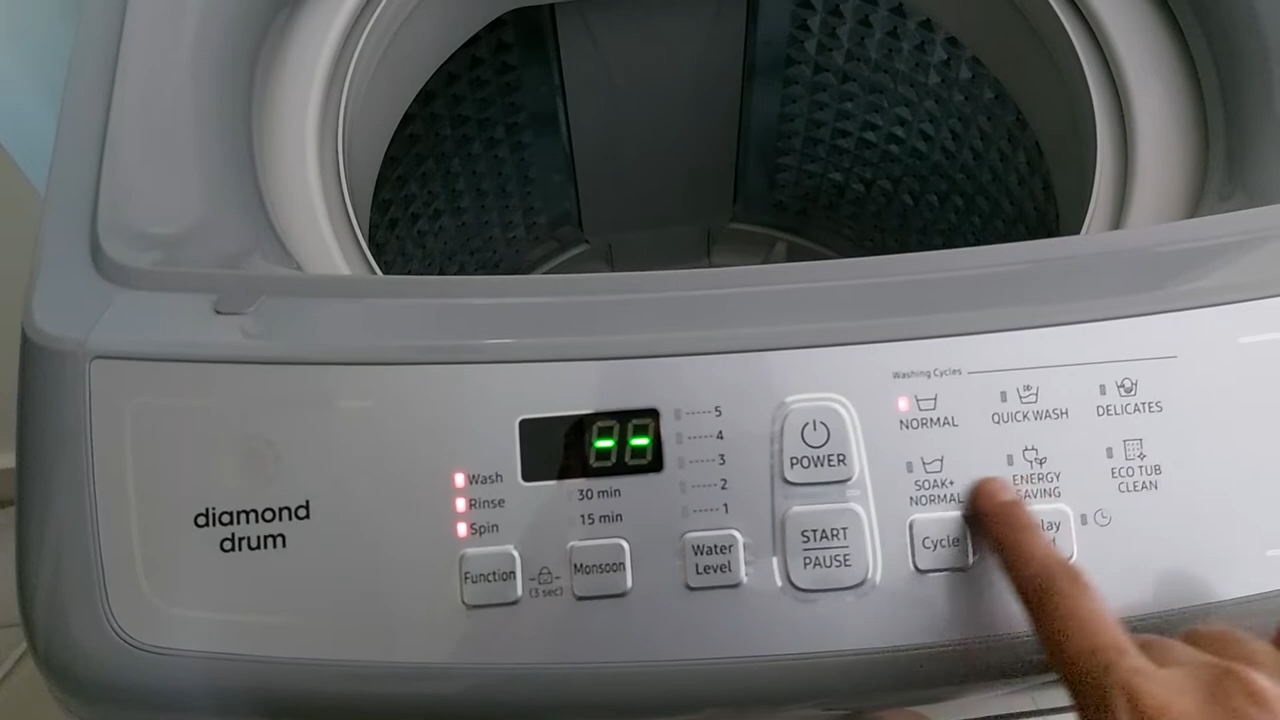 Washing Cycles
NORMAL
QUICK WASH
DELICATES
SOAK+
NORMAL
ENERGY
SAVING
ECO TUB
CLEAN
diamond
drum
--
Wash
Rinse
Spin
30 min
15 min
5
4
3
2
1
POWER
START
PAUSE
Function
(3 sec)
Monsoon
Water
Level
Cycle